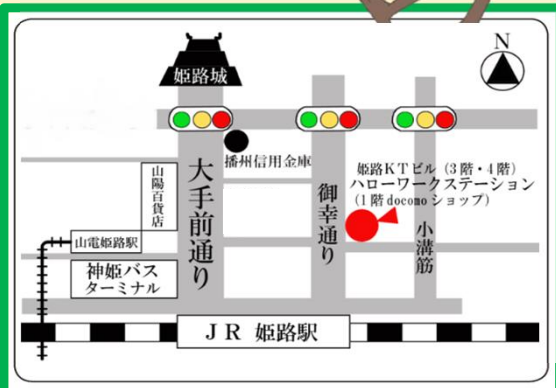 N
姫路城
播州信用金庫
姫路KTビル（3階・4階）
ハローワークステーション
（1階docomoショップ）
山陽百貨店
大手前通り
御幸通り
小溝筋
山電姫路駅
神姫バス
ターミナル
JR 姫路駅